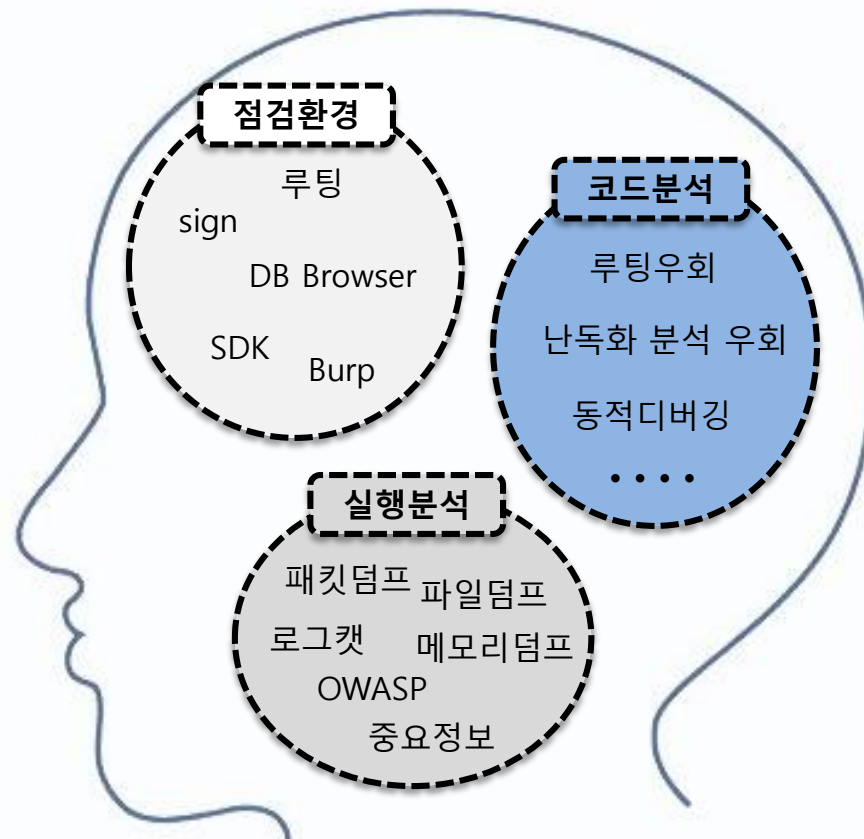 점검환경
루팅
sign
DB Browser
SDK
Burp
코드분석
루팅우회
난독화 분석 우회
동적디버깅
....
실행분석
패킷덤프
파일덤프
로그캣
메모리덤프
OWASP
중요정보